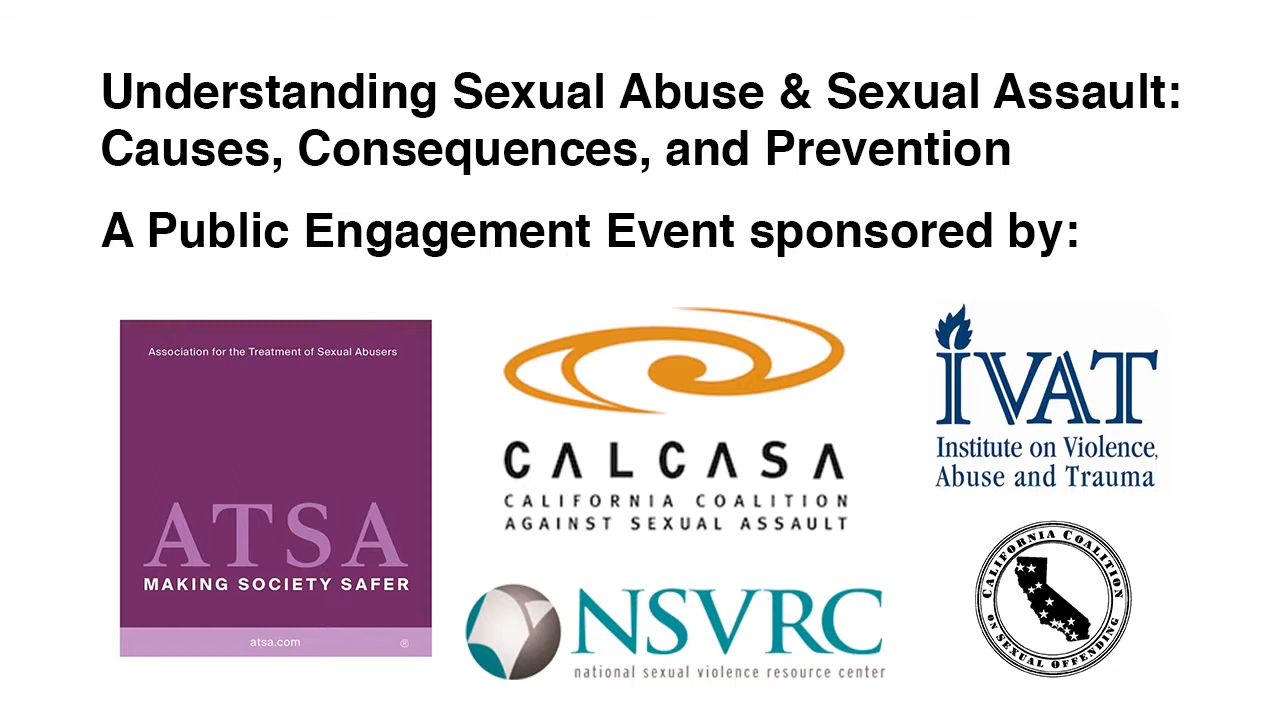 Understanding Sexual Abuse & Sexual Assault:
Causes, Consequences, and Prevention
A Public Engagement Event sponsored by:
Association for the Treatment of Sexual Abusers
ATSA
MAKING SOCIETY SAFER
atsa.com ®
CALCASA
CALIFORNIA COALITION
AGAINST SEXUAL ASSAULT
IVAT
Institute on Violence,
Abuse and Trauma
NSVRC
national sexual violence resource center
CALIFORNIA COALITION
ON SEXUAL OFFENDING